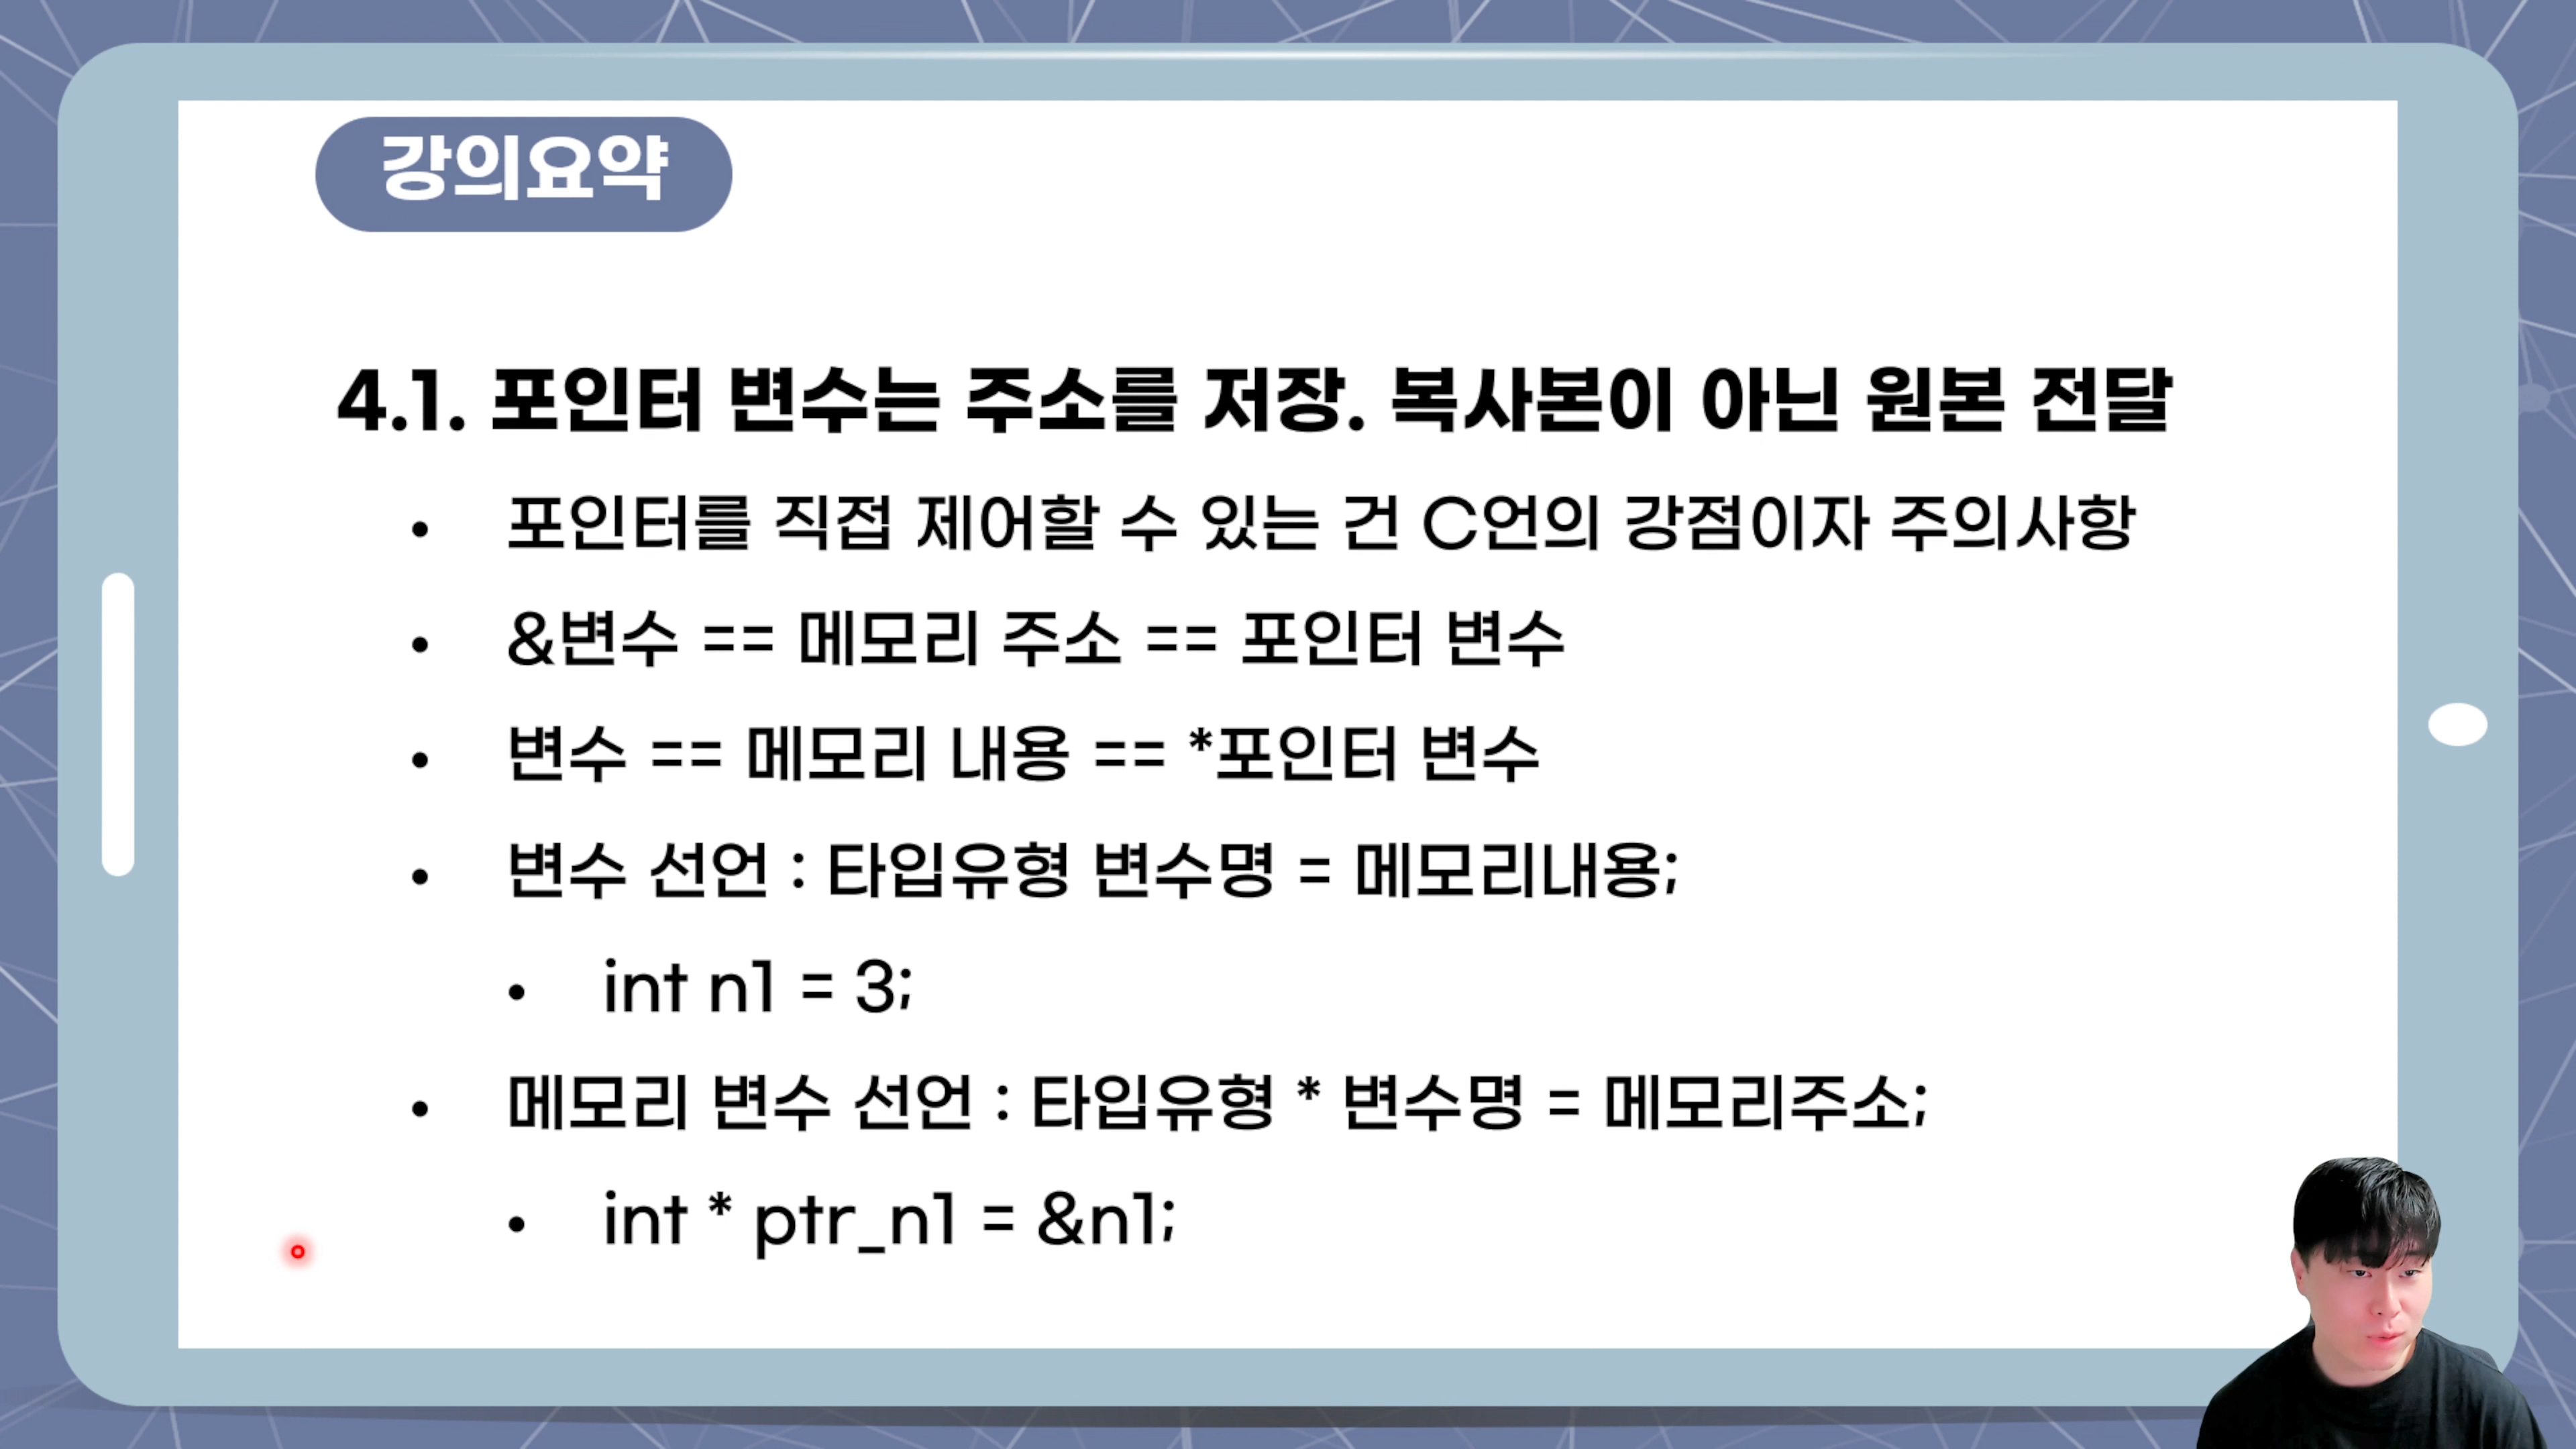 강의요약
4.1. 포인터 변수는 주소를 저장. 복사본이 아닌 원본 전달
• 포인터를 직접 제어할 수 있는 건 C언의 강점이자 주의사항
• &변수 == 메모리 주소 == 포인터 변수
• 변수 == 메모리 내용 == *포인터 변수
• 변수 선언 : 타입유형 변수명 = 메모리내용;
• int n1 = 3;
• 메모리 변수 선언 : 타입유형 * 변수명 = 메모리주소;
• int * ptr_n1 = &n1;